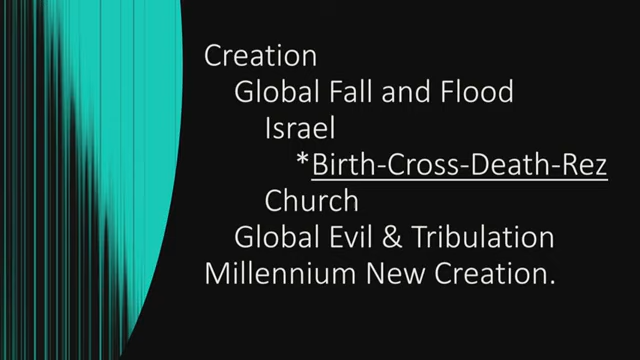 Creation
Global Fall and Flood
Israel
*Birth-Cross-Death-Rez
Church
Global Evil & Tribulation
Millennium New Creation.